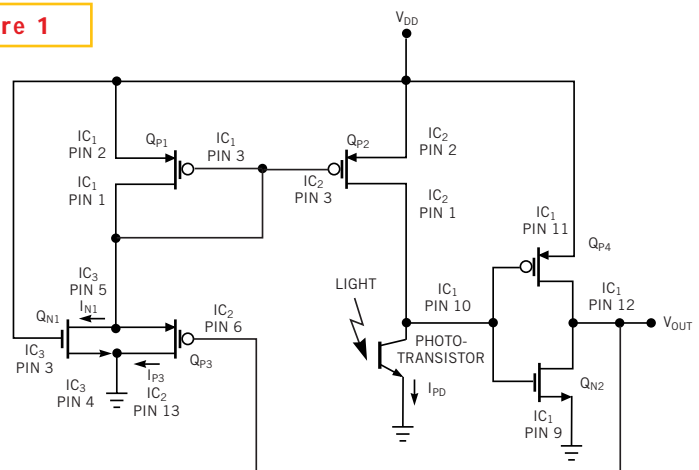 re 1
VDD
IC1
PIN 2
QP1
IC1
PIN 3
QP2
IC2
PIN 2
IC1
PIN 1
IC2
PIN 3
IC2
PIN 1
IC1
PIN 11
QP4
IC3
PIN 5
LIGHT
IC1
PIN 10
IC1
PIN 12
VOUT
QN1
IN1
IC2
PIN 6
PHOTO-
TRANSISTOR
IC3
PIN 3
QP3
IP3
IC3
PIN 4
IC2
PIN 13
IPD
QN2
IC1
PIN 9